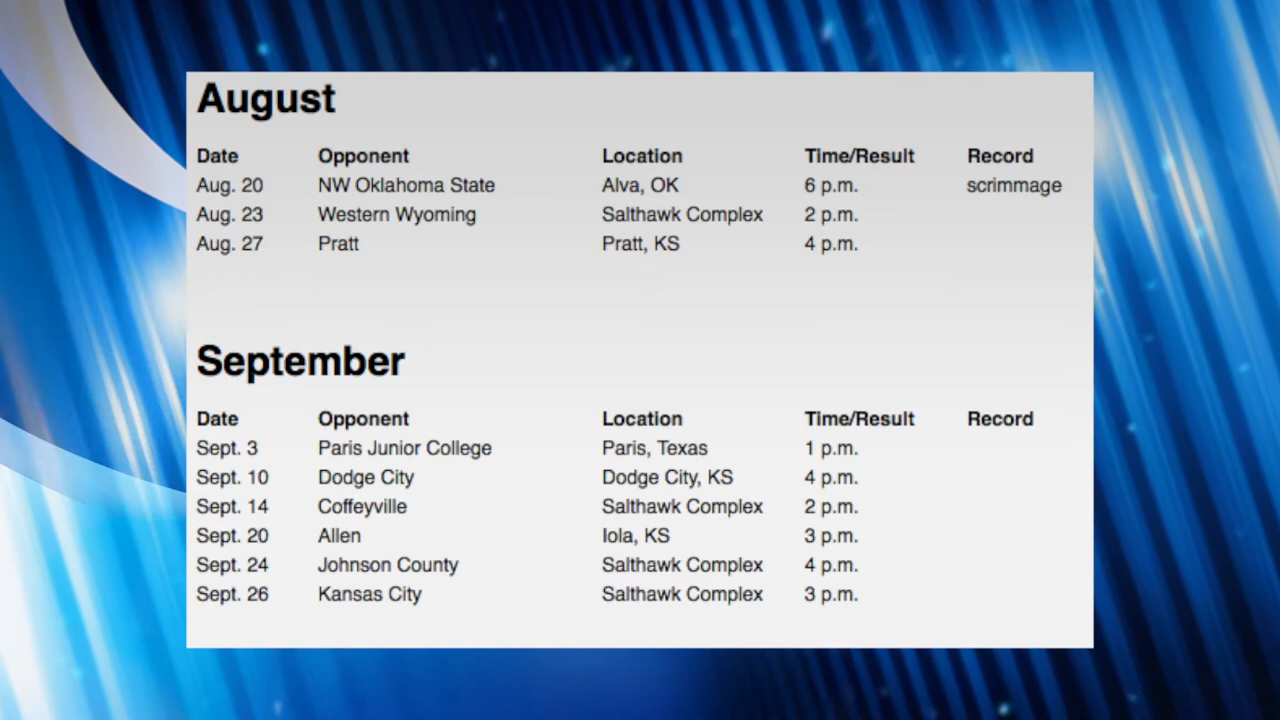 August
Date Opponent Location Time/Result Record
Aug. 20 NW Oklahoma State Alva, OK 6 p.m. scrimmage
Aug. 23 Western Wyoming Salthawk Complex 2 p.m.
Aug. 27 Pratt Pratt, KS 4 p.m.
September
Date Opponent Location Time/Result Record
Sept. 3 Paris Junior College Paris, Texas 1 p.m.
Sept. 10 Dodge City Dodge City, KS 4 p.m.
Sept. 14 Coffeyville Salthawk Complex 2 p.m.
Sept. 20 Allen Iola, KS 3 p.m.
Sept. 24 Johnson County Salthawk Complex 4 p.m.
Sept. 26 Kansas City Salthawk Complex 3 p.m.